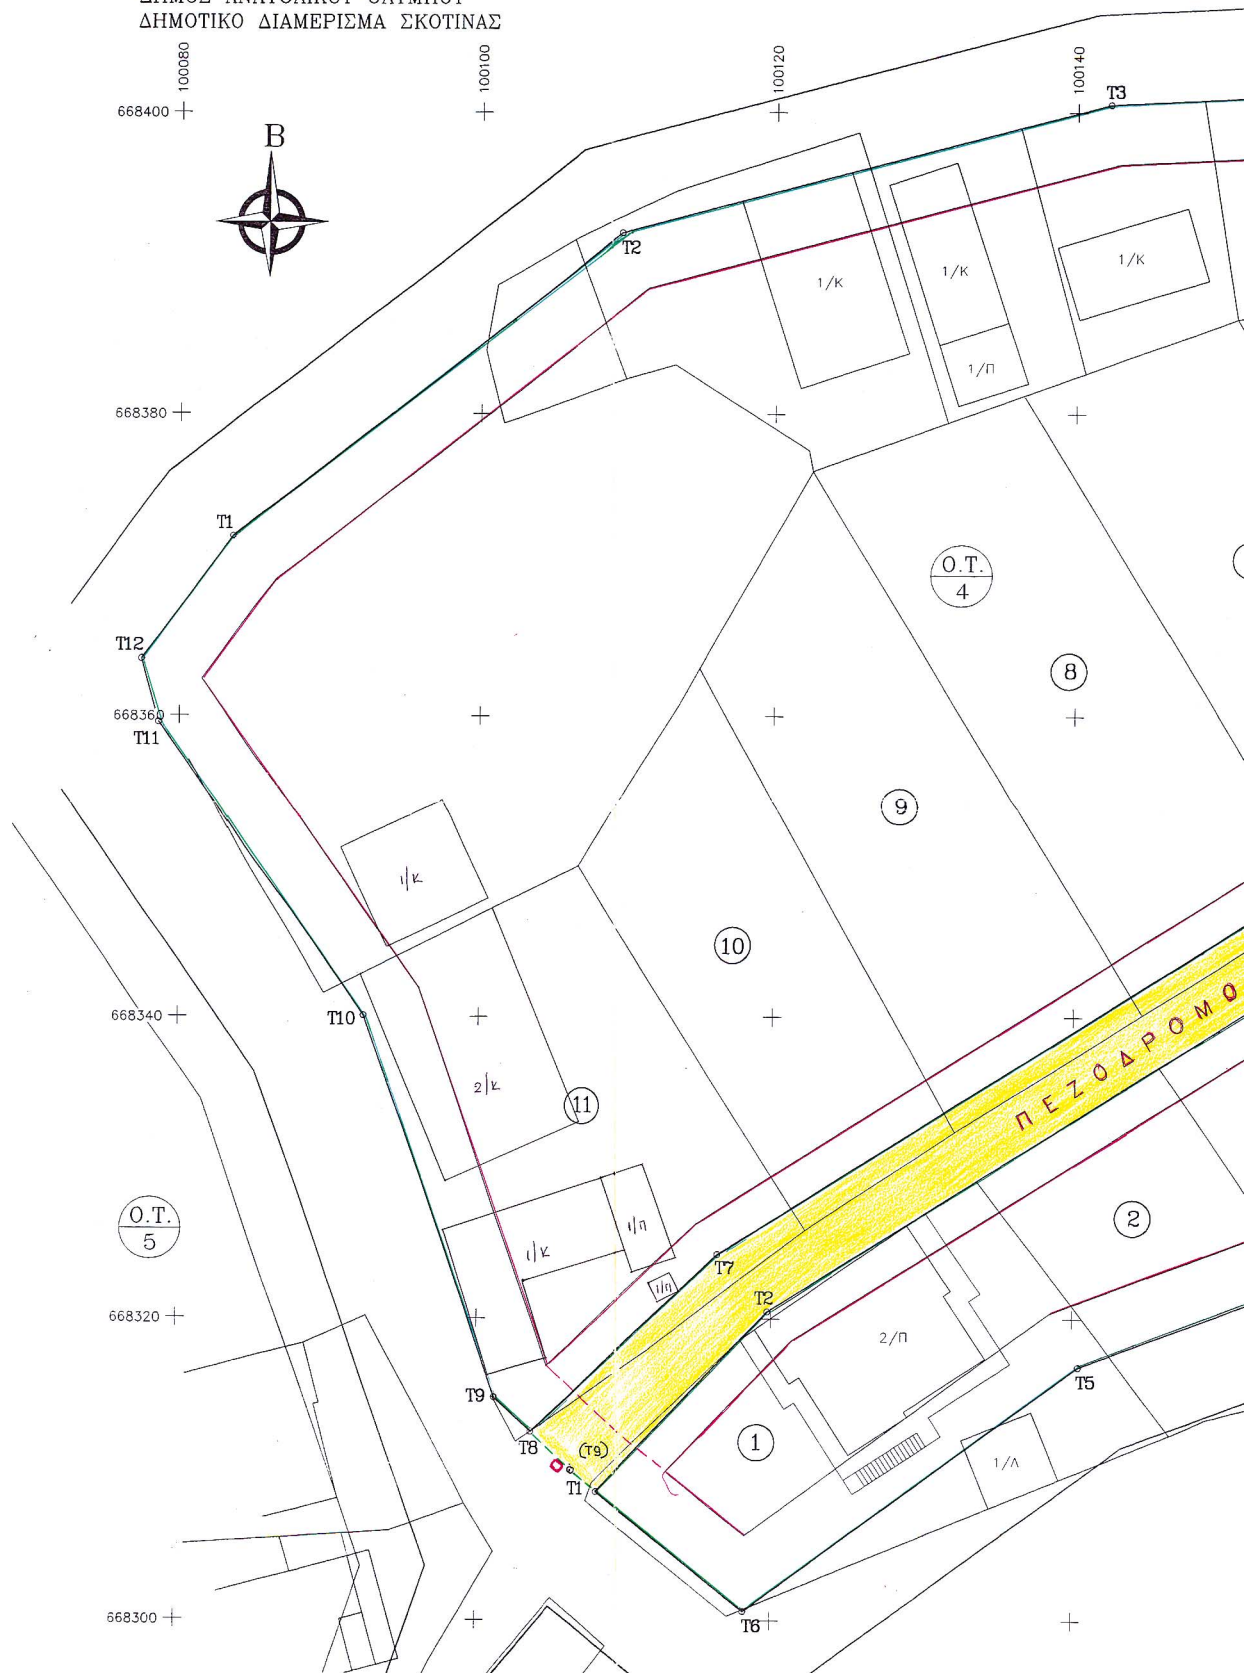 ΔΗΜΟΤΙΚΟ ΔΙΑΜΕΡΙΣΜΑ ΣΚΟΤΙΝΑΣ
100080
100100
100120
100140
668400
T3
B
T2
1/K
1/K
1/K
1/Π
668380
T1
O.T.
4
T12
8
668360
T11
9
1/K
10
668340
T10
ΠΕΖΟΔΡΟΜΟ
2/K
11
O.T.
5
1/Π
2
1/K
T7
1/Π
T2
668320
2/Π
T5
T9
T8
(T9)
1
T1
1/Λ
668300
T6